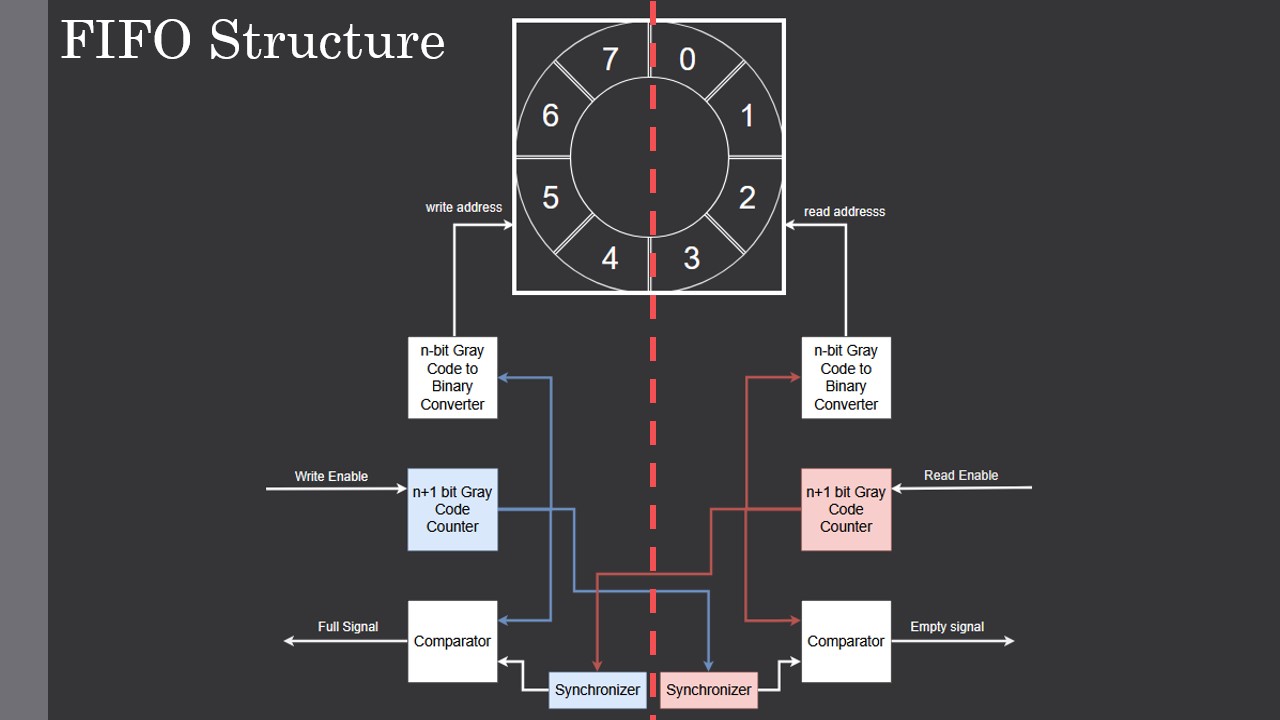 FIFO Structure
7 0
6 1
5 2
4 3
write address
read addresss
n-bit Gray
Code to
Binary
Converter
n-bit Gray
Code to
Binary
Converter
Write Enable
n+1 bit Gray
Code
Counter
n+1 bit Gray
Code
Counter
Read Enable
Full Signal
Comparator
Comparator
Empty signal
Synchronizer
Synchronizer